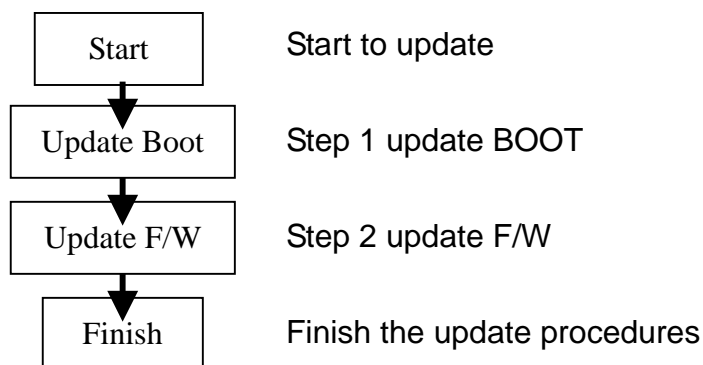 Start Start to update
Update Boot Step 1 update BOOT
Update F/W Step 2 update F/W
Finish Finish the update procedures